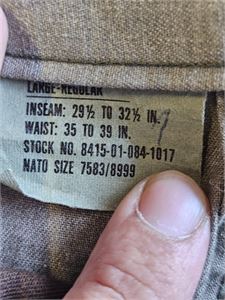 LARGE-REGULAR
INSEAM: 29½ TO 32½ IN.
WAIST: 35 TO 39 IN.
STOCK NO. 8415-01-084-1017
NATO SIZE 7583/8999